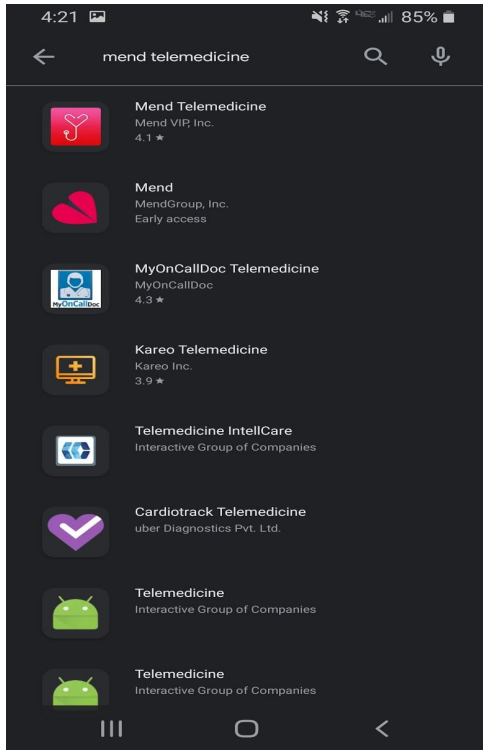 4:21 85%
mend telemedicine
Mend Telemedicine
Mend VIP, Inc.
4.1 ★
Mend
MendGroup, Inc.
Early access
MyOnCallDoc Telemedicine
MyOnCallDoc
4.3 ★
MyOnCallDoc
Kareo Telemedicine
Kareo Inc.
3.9 ★
Telemedicine IntellCare
Interactive Group of Companies
Cardiotrack Telemedicine
uber Diagnostics Pvt. Ltd.
Telemedicine
Interactive Group of Companies
Telemedicine
Interactive Group of Companies